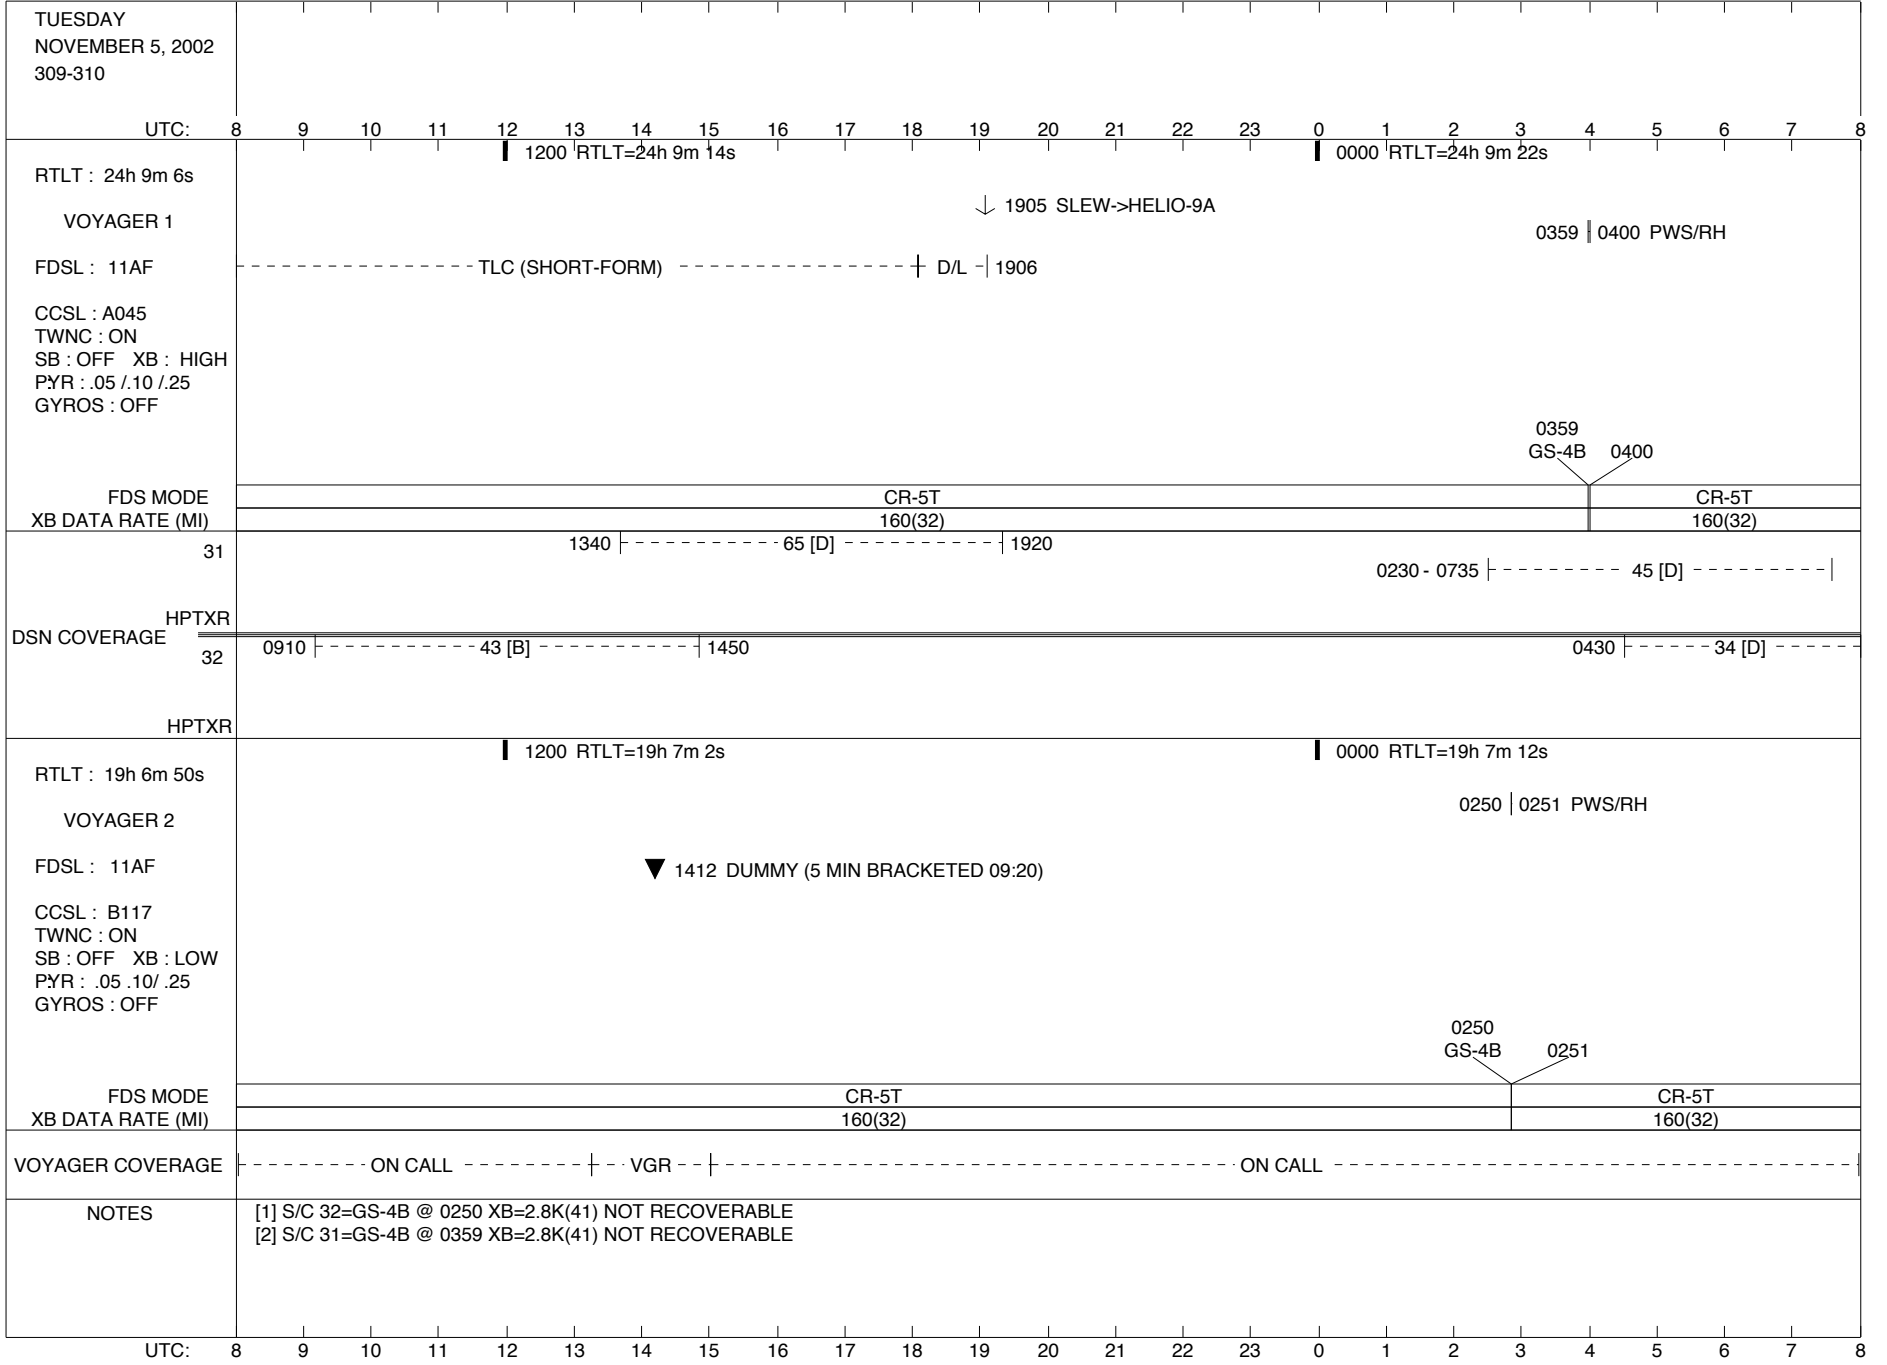 TUESDAY
NOVEMBER 5, 2002
309-310
UTC: 8 9 10 11 12 13 14 15 16 17 18 19 20 21 22 23 0 1 2 3 4 5 6 7 8
1200 RTLT=24h 9m 14s 0000 RTLT=24h 9m 22s
RTLT : 24h 9m 6s
1905 SLEW->HELIO-9A
VOYAGER 1
0359 0400 PWS/RH
FDSL : 11AF TLC (SHORT-FORM) D/L 1906
CCSL : A045
TWNC : ON
SB : OFF XB : HIGH
P:YR : .05 /.10 /.25
GYROS : OFF
0359
GS-4B 0400
FDS MODE CR-5T CR-5T
XB DATA RATE (MI) 160(32) 160(32)
31 1340 65 [D] 1920
0230 - 0735 45 [D]
HPTXR
DSN COVERAGE
32 0910 43 [B] 1450 0430 34 [D]
HPTXR
1200 RTLT=19h 7m 2s 0000 RTLT=19h 7m 12s
RTLT : 19h 6m 50s
0250 0251 PWS/RH
VOYAGER 2
FDSL : 11AF 1412 DUMMY (5 MIN BRACKETED 09:20)
CCSL : B117
TWNC : ON
SB : OFF XB : LOW
P:YR : .05 .10/ .25
GYROS : OFF
0250
GS-4B 0251
FDS MODE CR-5T CR-5T
XB DATA RATE (MI) 160(32) 160(32)
VOYAGER COVERAGE ON CALL VGR ON CALL
NOTES [1] S/C 32=GS-4B @ 0250 XB=2.8K(41) NOT RECOVERABLE
[2] S/C 31=GS-4B @ 0359 XB=2.8K(41) NOT RECOVERABLE
UTC: 8 9 10 11 12 13 14 15 16 17 18 19 20 21 22 23 0 1 2 3 4 5 6 7 8